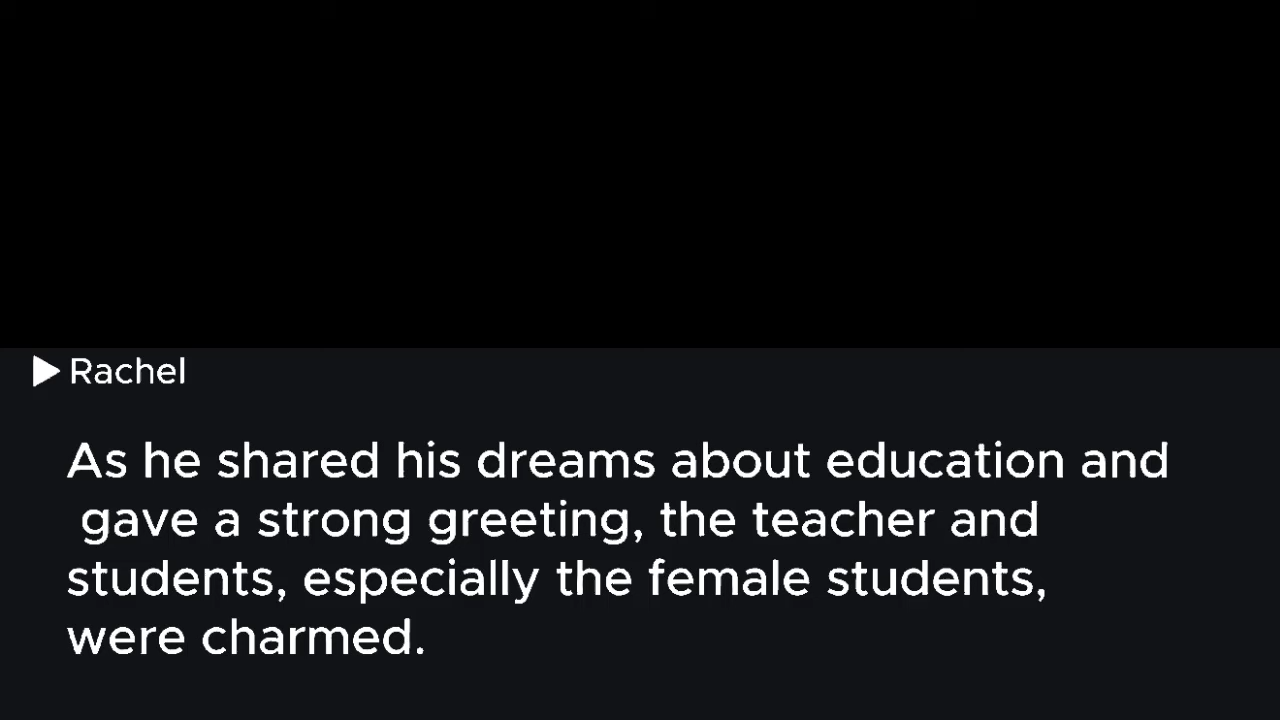 ▶ Rachel
As he shared his dreams about education and
gave a strong greeting, the teacher and
students, especially the female students,
were charmed.